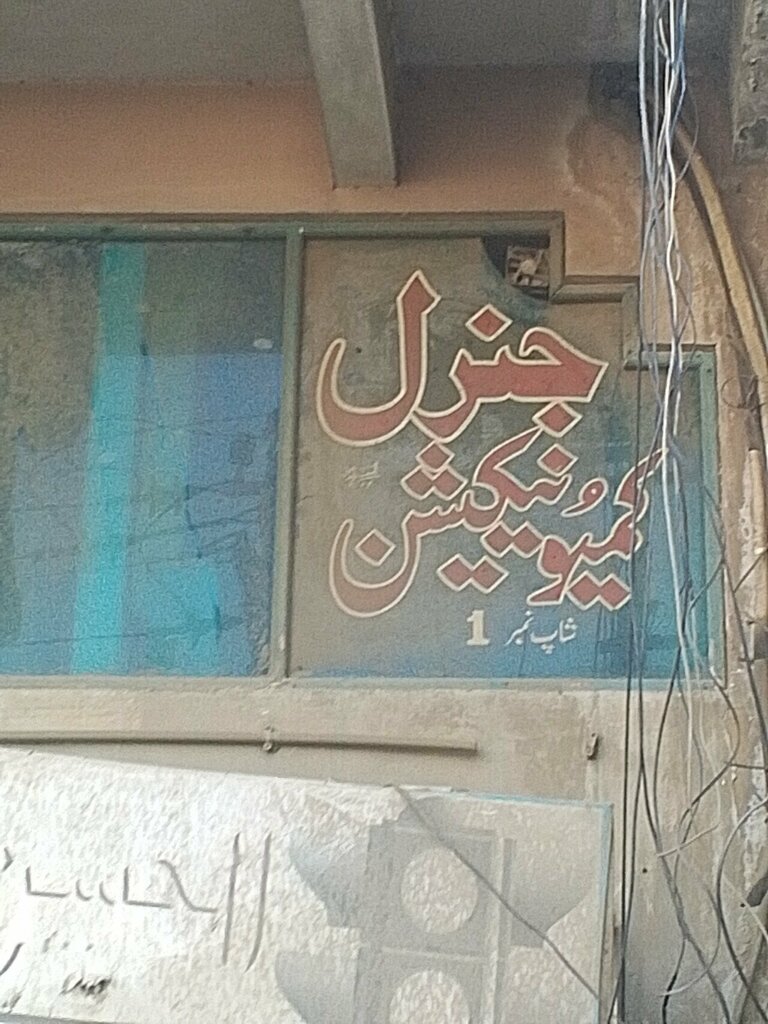 جنرل
کمیونیکیشن
شاپ نمبر 1